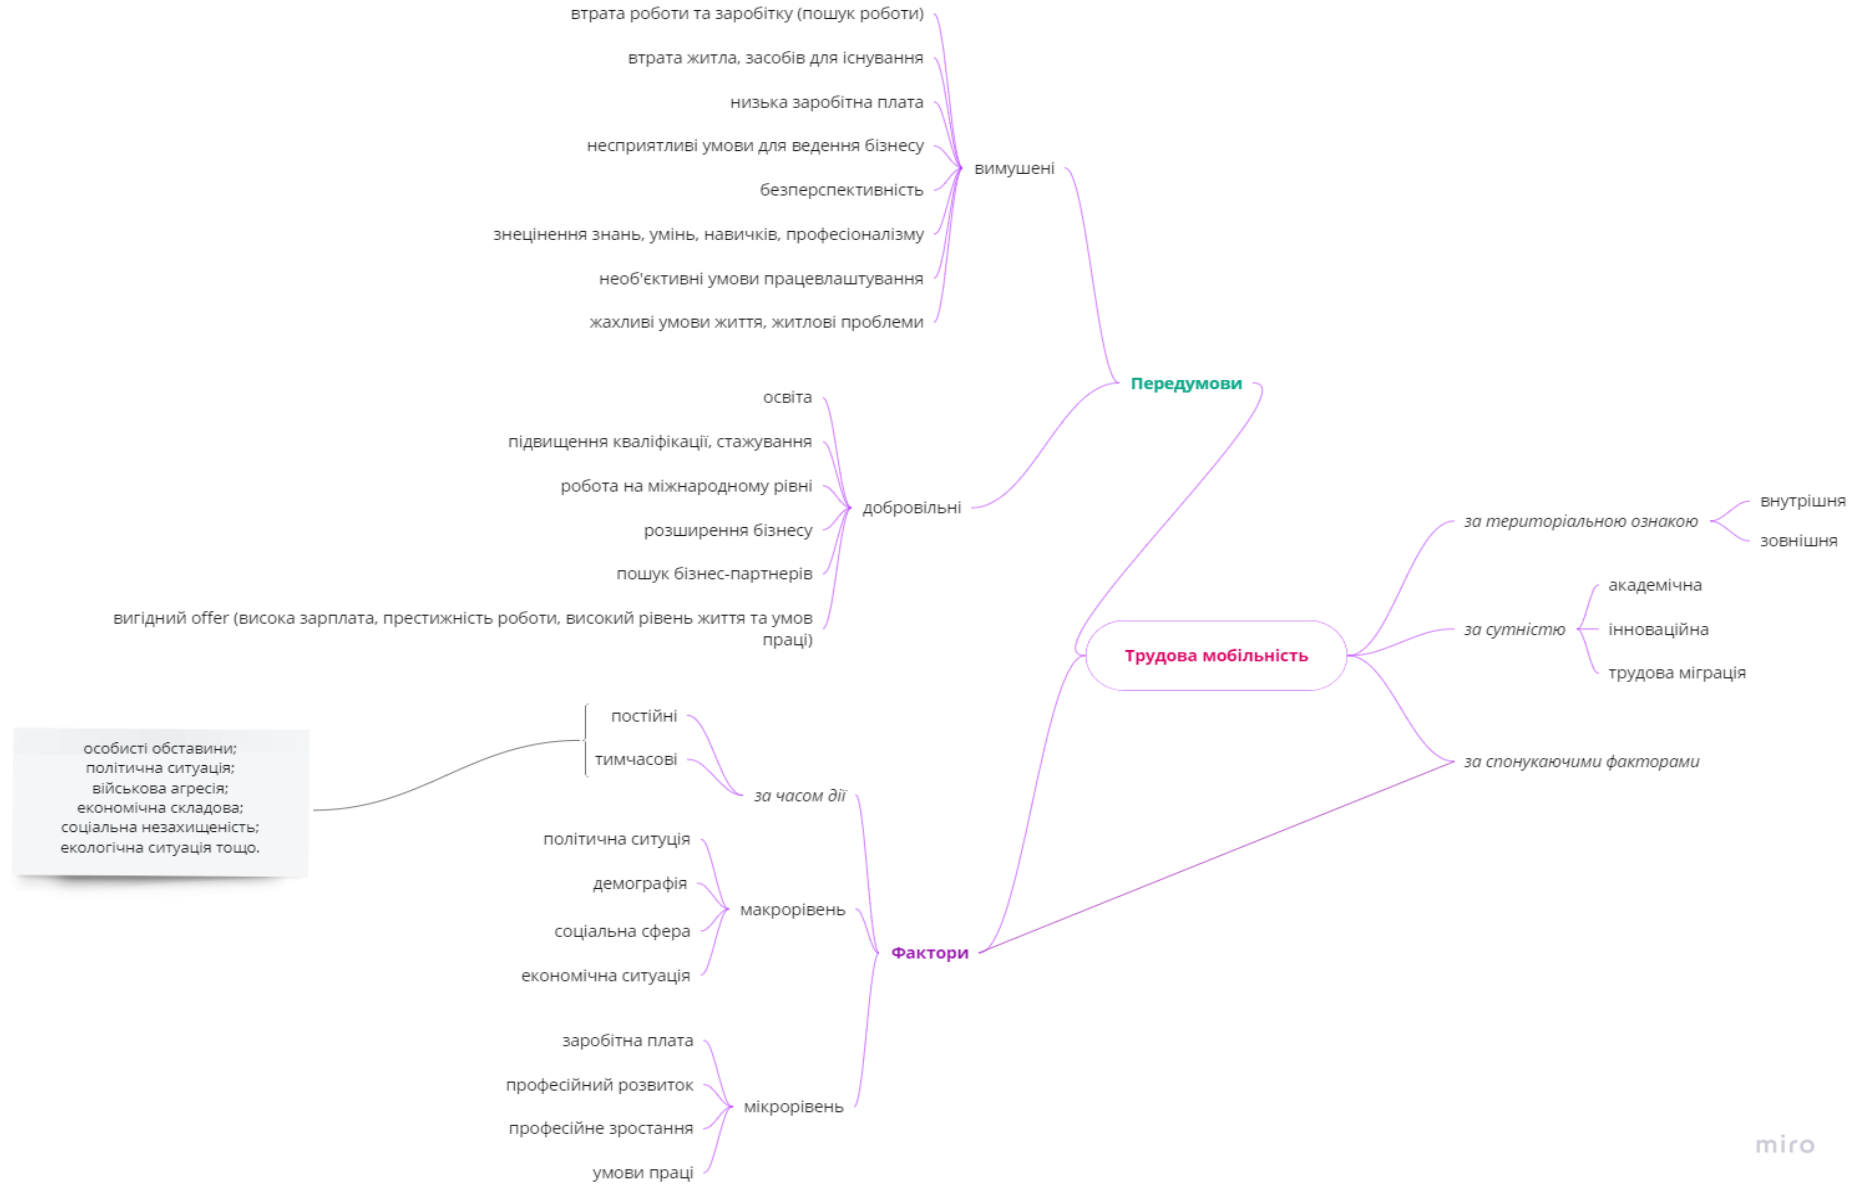 втрата роботи та заробітку (пошук роботи)
втрата житла, засобів для існування
низька заробітна плата
несприятливі умови для ведення бізнесу
безперспективність
знецінення знань, умінь, навичків, професіоналізму
необ'єктивні умови працевлаштування
жахливі умови життя, житлові проблеми
вимушені
Передумови
освіта
підвищення кваліфікації, стажування
робота на міжнародному рівні
розширення бізнесу
пошук бізнес-партнерів
вигідний offer (висока зарплата, престижність роботи, високий рівень життя та умов
праці)
добровільні
Трудова мобільність
за територіальною ознакою
внутрішня
зовнішня
за сутністю
академічна
інноваційна
трудова міграція
за спонукаючими факторами
постійні
тимчасові
за часом дії
особисті обставини;
політична ситуація;
військова агресія;
економічна складова;
соціальна незахищеність;
екологічна ситуація тощо.
політична ситуція
демографія
соціальна сфера
економічна ситуація
макрорівень
Фактори
заробітна плата
професійний розвиток
професійне зростання
умови праці
мікрорівень
miro